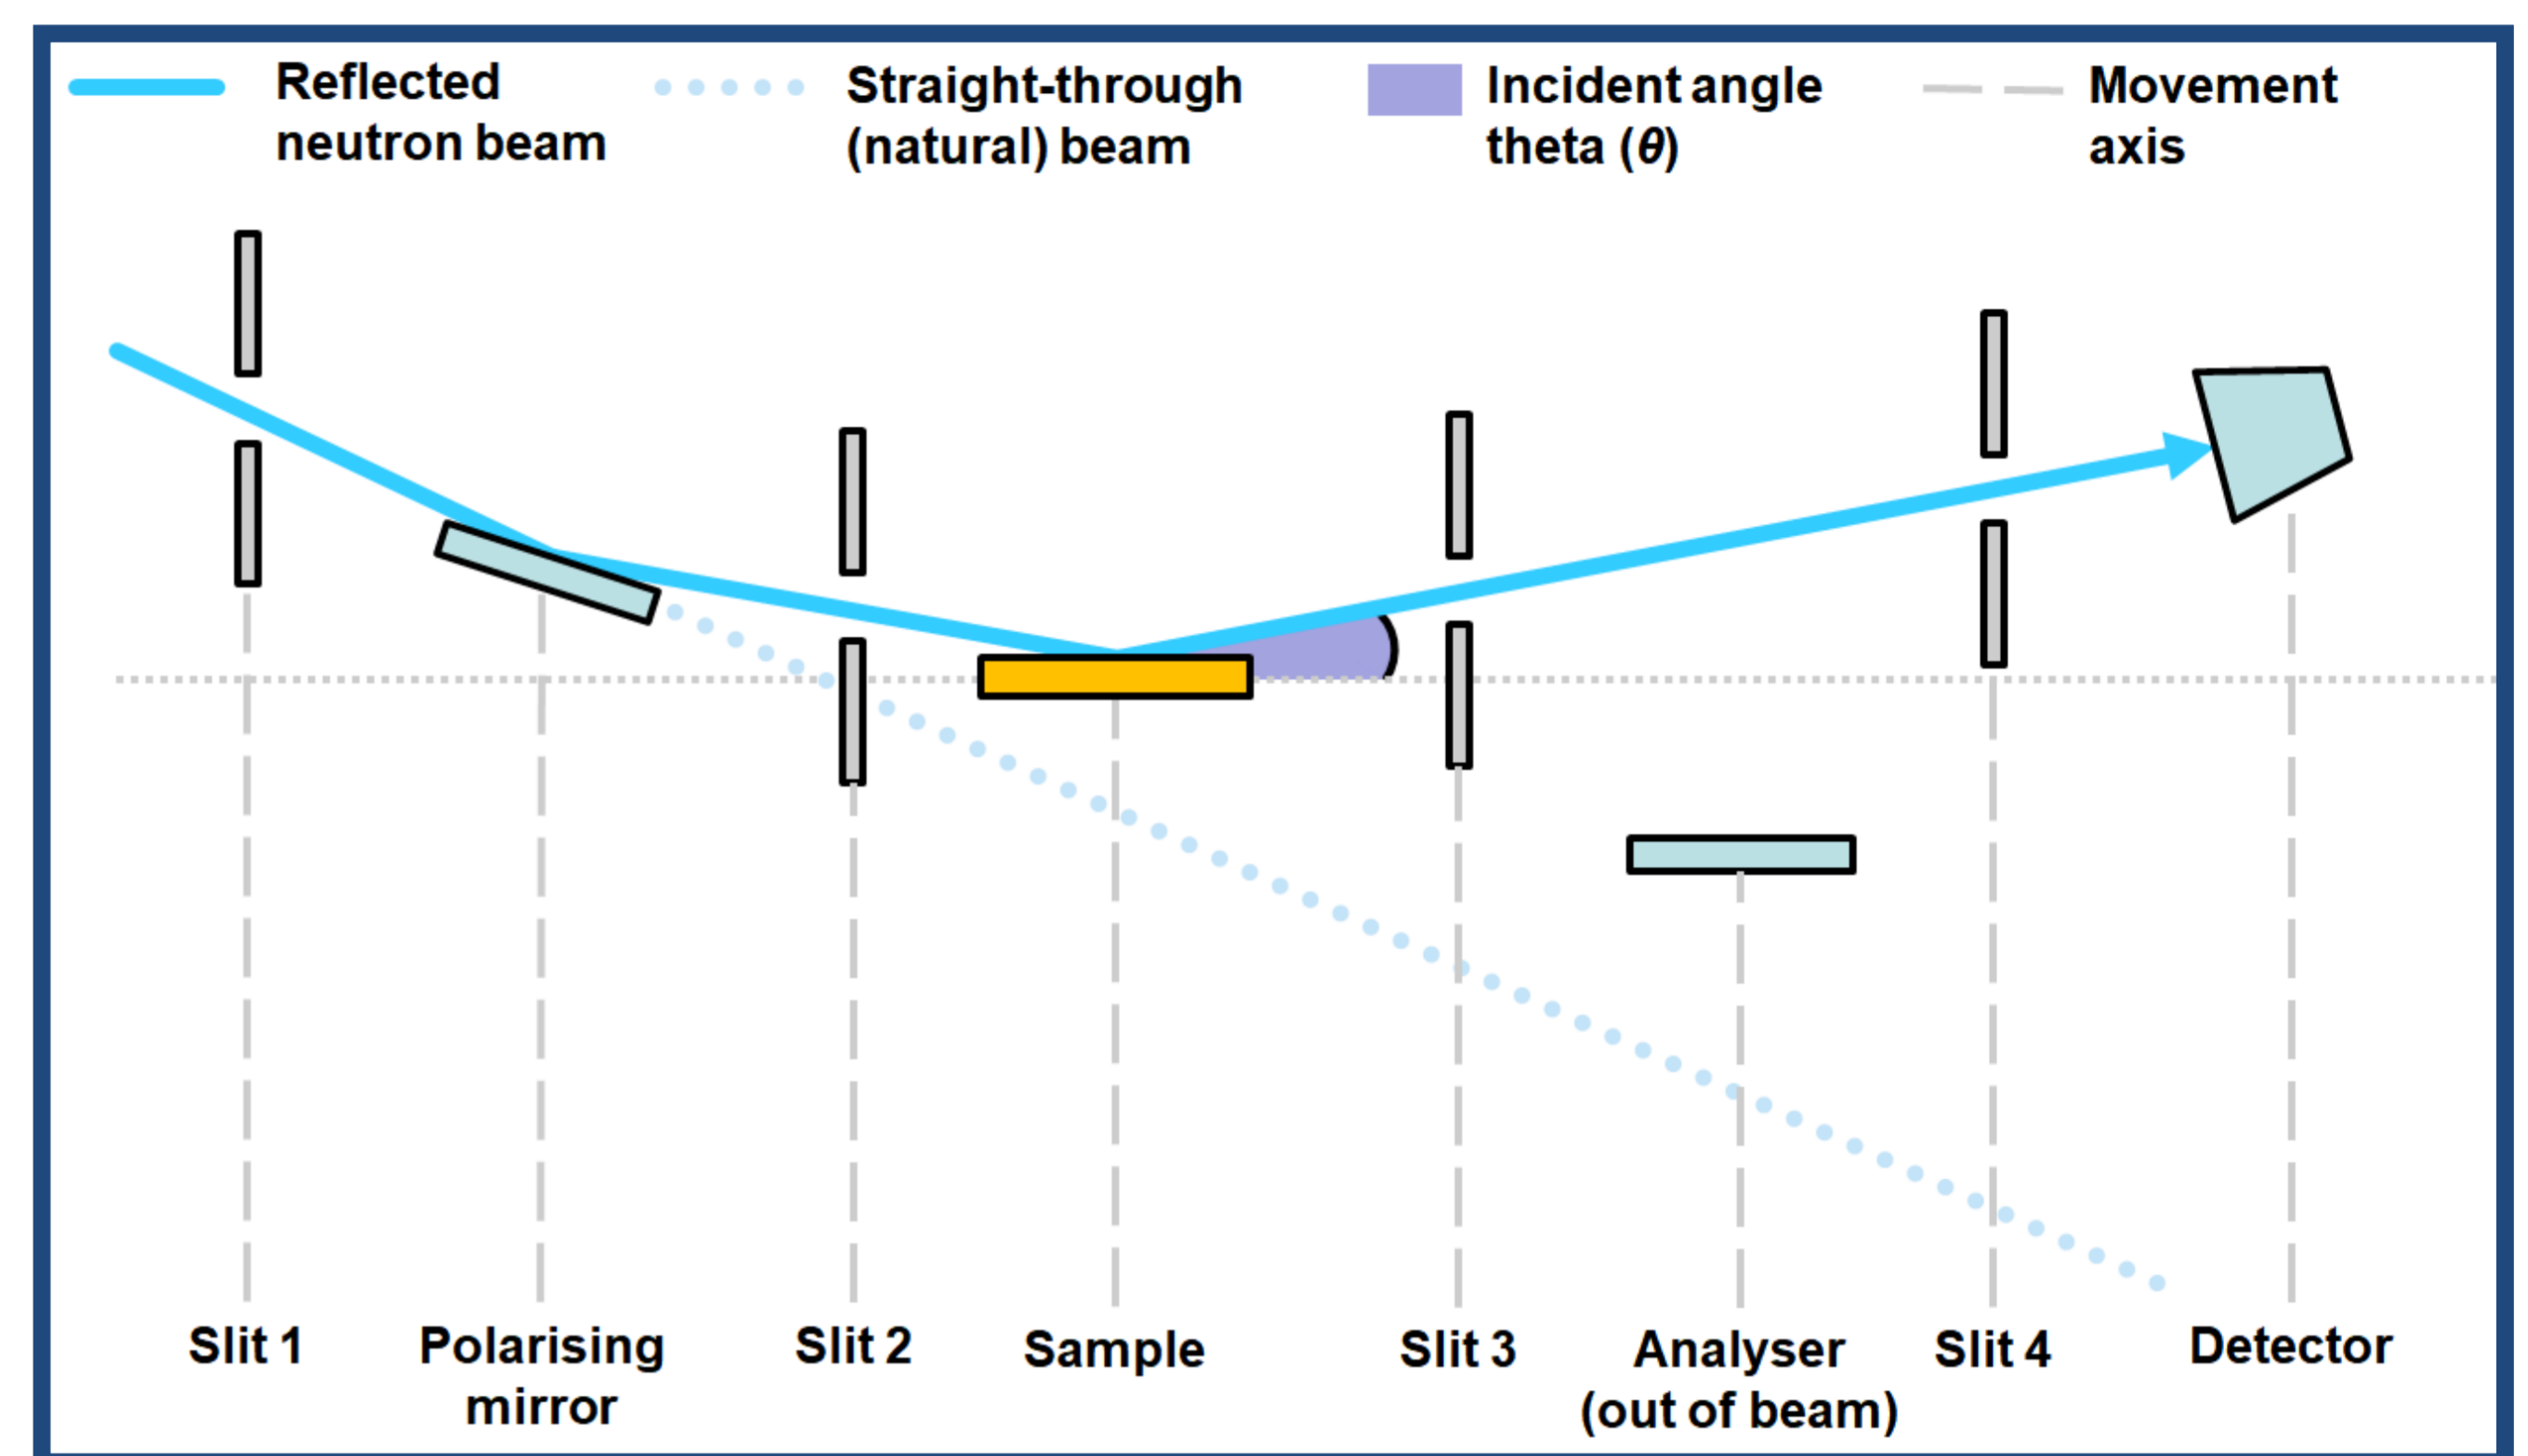 Reflected
neutron beam
Straight-through
(natural) beam
Incident angle
theta (θ)
Movement
axis
Slit 1
Polarising
mirror
Slit 2
Sample
Slit 3
Analyser
(out of beam)
Slit 4
Detector